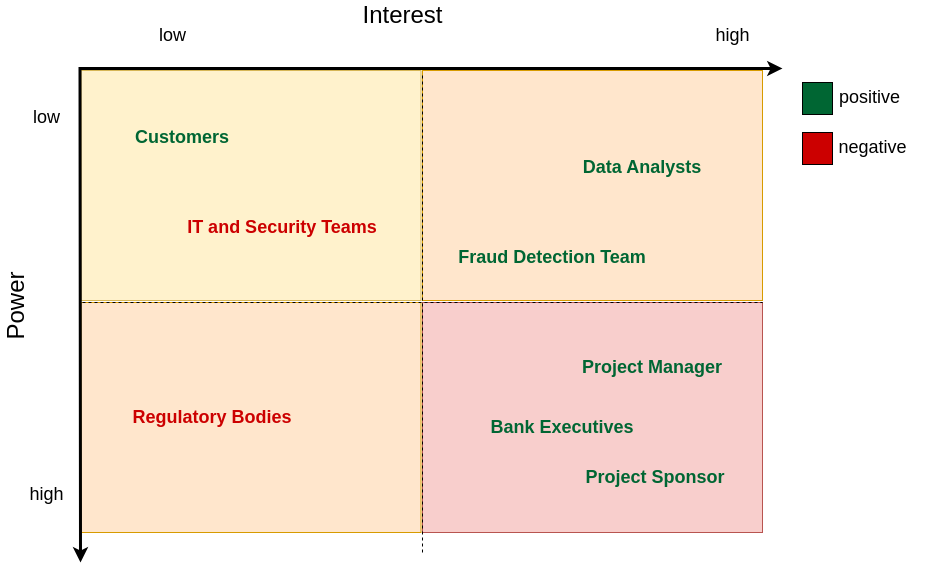 Interest
low
high
low
positive
Customers
negative
Data Analysts
IT and Security Teams
Fraud Detection Team
Power
Project Manager
Regulatory Bodies
Bank Executives
Project Sponsor
high